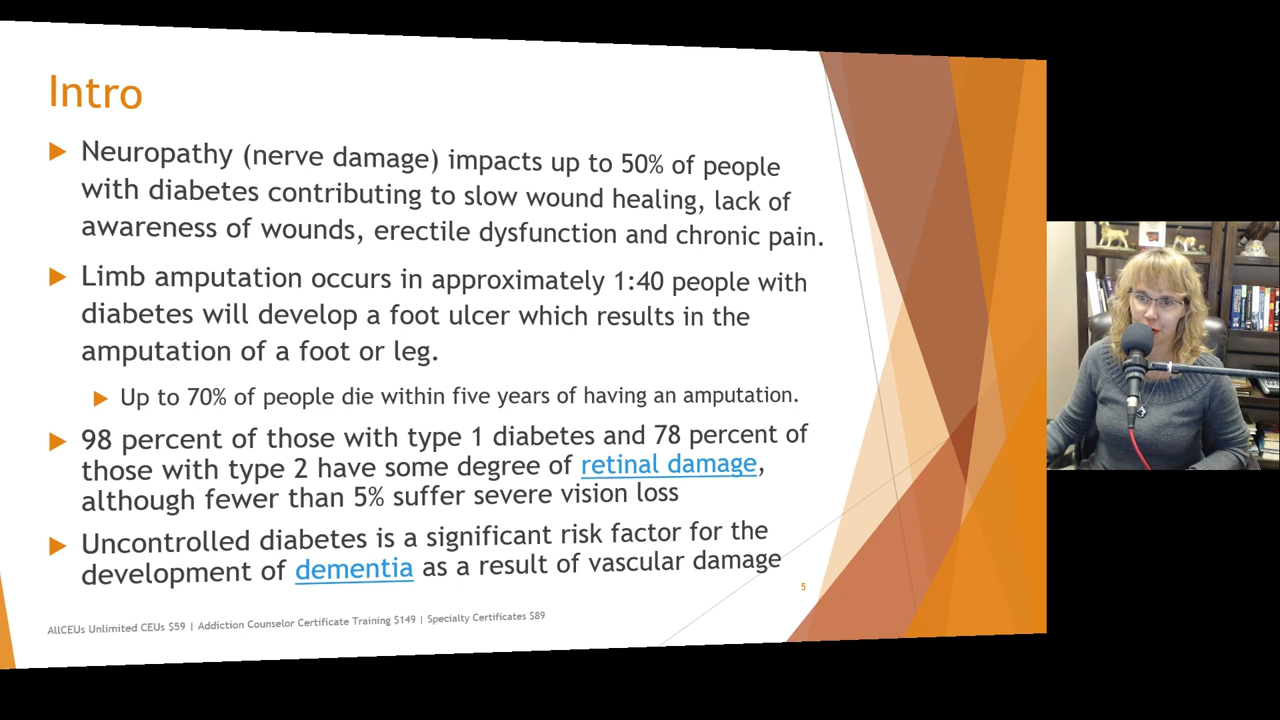 Intro
Neuropathy (nerve damage) impacts up to 50% of people
with diabetes contributing to slow wound healing, lack of
awareness of wounds, erectile dysfunction and chronic pain.
Limb amputation occurs in approximately 1:40 people with
diabetes will develop a foot ulcer which results in the
amputation of a foot or leg.
Up to 70% of people die within five years of having an amputation.
98 percent of those with type 1 diabetes and 78 percent of
those with type 2 have some degree of retinal damage,
although fewer than 5% suffer severe vision loss
Uncontrolled diabetes is a significant risk factor for the
development of dementia as a result of vascular damage
5
AllCEUs Unlimited CEUs $59 | Addiction Counselor Certificate Training $149 | Specialty Certificates $89